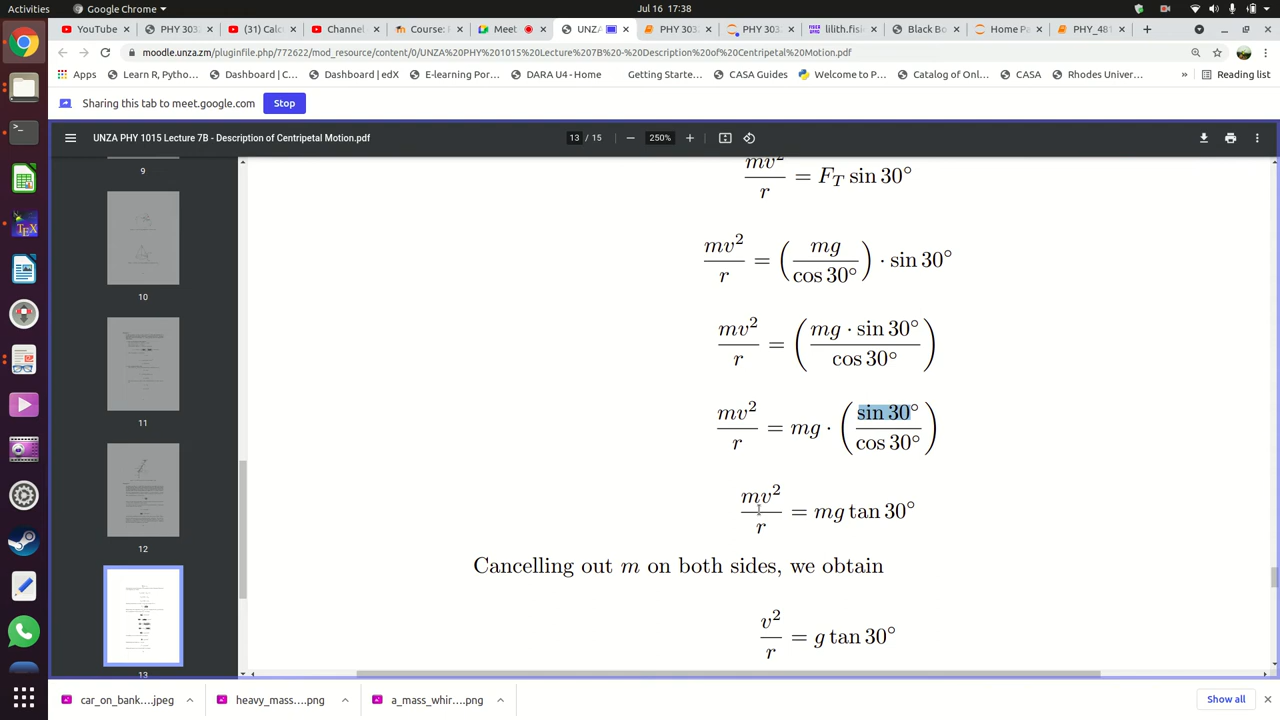 Activities
Google Chrome
Jul 16 17:38
YouTube
PHY 303
(31) Calc
Channel
Course:
Meet
UNZ
PHY 303
PHY 303
lilith.fisi
Black Bo
Home Pa
PHY_481
moodle.unza.zm/pluginfile.php/772622/mod_resource/content/0/UNZA%20PHY%201015%20Lecture%207B%20-%20Description%20of%20Centripetal%20Motion.pdf
Apps
Learn R, Pytho...
Dashboard | C...
Dashboard | edX
E-learning Por...
DARA U4 - Home
Getting Starte...
CASA Guides
Welcome to P...
Catalog of Onl...
CASA
Rhodes Univer...
»
Reading list
Sharing this tab to meet.google.com
Stop
UNZA PHY 1015 Lecture 7B - Description of Centripetal Motion.pdf
13 / 15
250%
9
10
11
12
13
mv²/r = F_T sin 30°
mv²/r = (mg/cos 30°) · sin 30°
mv²/r = (mg · sin 30°/cos 30°)
mv²/r = mg · (sin 30°/cos 30°)
mv²/r = mg tan 30°
Cancelling out m on both sides, we obtain
v²/r = g tan 30°
car_on_bank....jpeg
heavy_mass....png
a_mass_whir....png
Show all